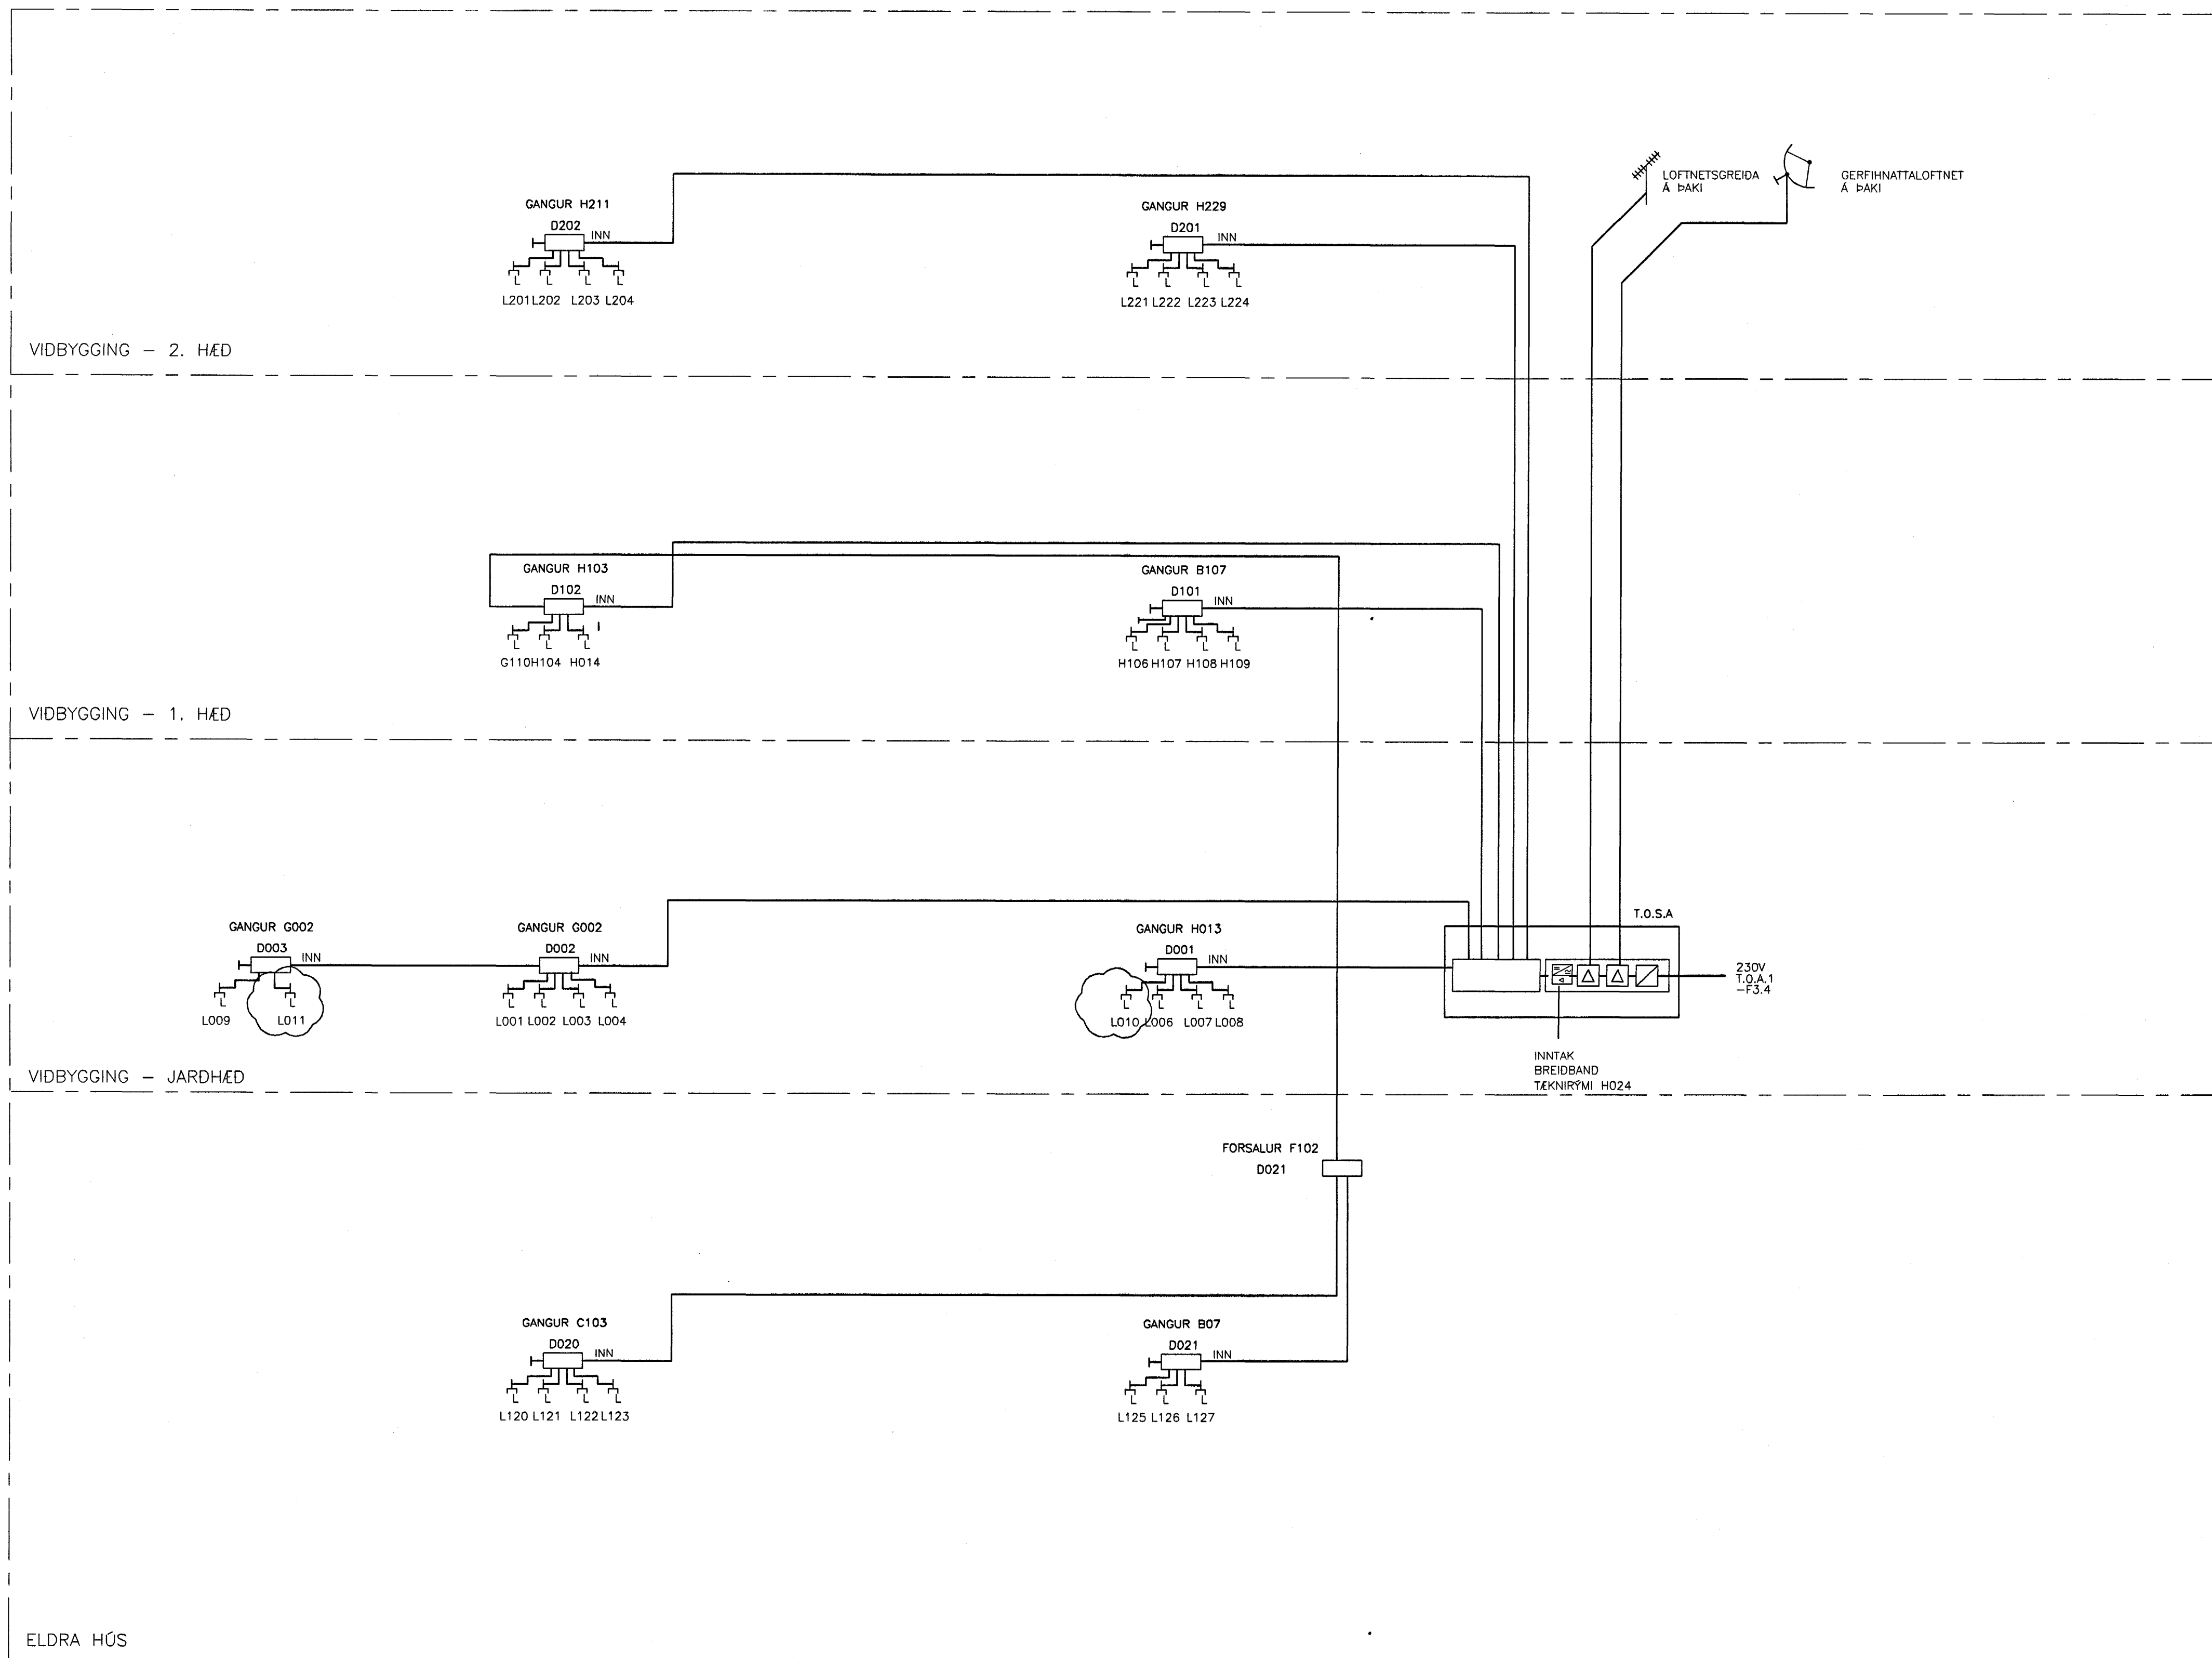 LOFTNETSGREIÐA
Á ÞAKI
GERFIHNATTALOFTNET
Á ÞAKI
GANGUR H211
D202
INN
L
L
L
L
L201 L202 L203 L204
GANGUR H229
D201
INN
L
L
L
L
L221 L222 L223 L224
VIÐBYGGING – 2. HÆÐ
GANGUR H103
D102
INN
L
L
L
G110 H104 H014
GANGUR B107
D101
INN
L
L
L
L
H106 H107 H108 H109
VIÐBYGGING – 1. HÆÐ
GANGUR G002
D003
INN
L
L
L009 L011
GANGUR G002
D002
INN
L
L
L
L
L001 L002 L003 L004
GANGUR H013
D001
INN
L
L
L
L
L010 L006 L007 L008
T.O.S.A
230V
T.O.A.1
–F3.4
INNTAK
BREIÐBAND
TÆKNIRÝMI H024
VIÐBYGGING – JARÐHÆÐ
FORSALUR F102
D021
GANGUR C103
D020
INN
L
L
L
L
L120 L121 L122 L123
GANGUR B07
D021
INN
L
L
L
L125 L126 L127
ELDRA HÚS